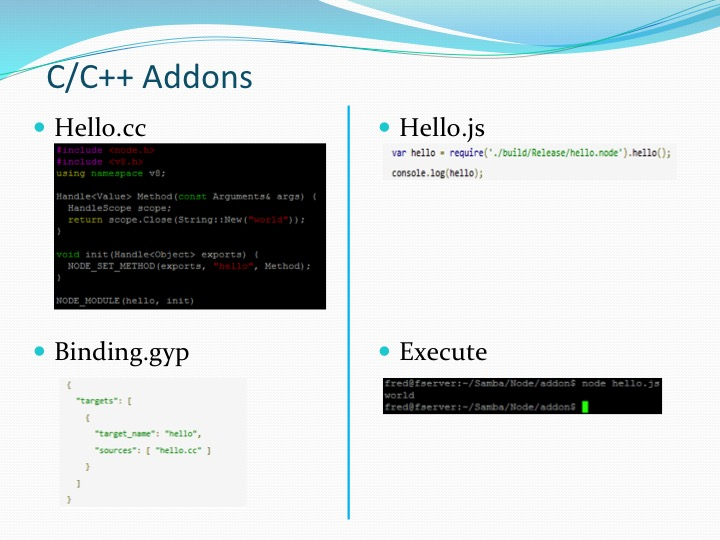 C/C++ Addons
Hello.cc
#include <node.h>
#include <v8.h>
using namespace v8;
Handle<Value> Method(const Arguments& args) {
HandleScope scope;
return scope.Close(String::New("world"));
}
void init(Handle<Object> exports) {
NODE_SET_METHOD(exports, "hello", Method);
}
NODE_MODULE(hello, init)
Binding.gyp
{
"targets": [
{
"target_name": "hello",
"sources": [ "hello.cc" ]
}
]
}
Hello.js
var hello = require('./build/Release/hello.node').hello();
console.log(hello);
Execute
fred@fserver:~/Samba/Node/addon$ node hello.js
world
fred@fserver:~/Samba/Node/addon$